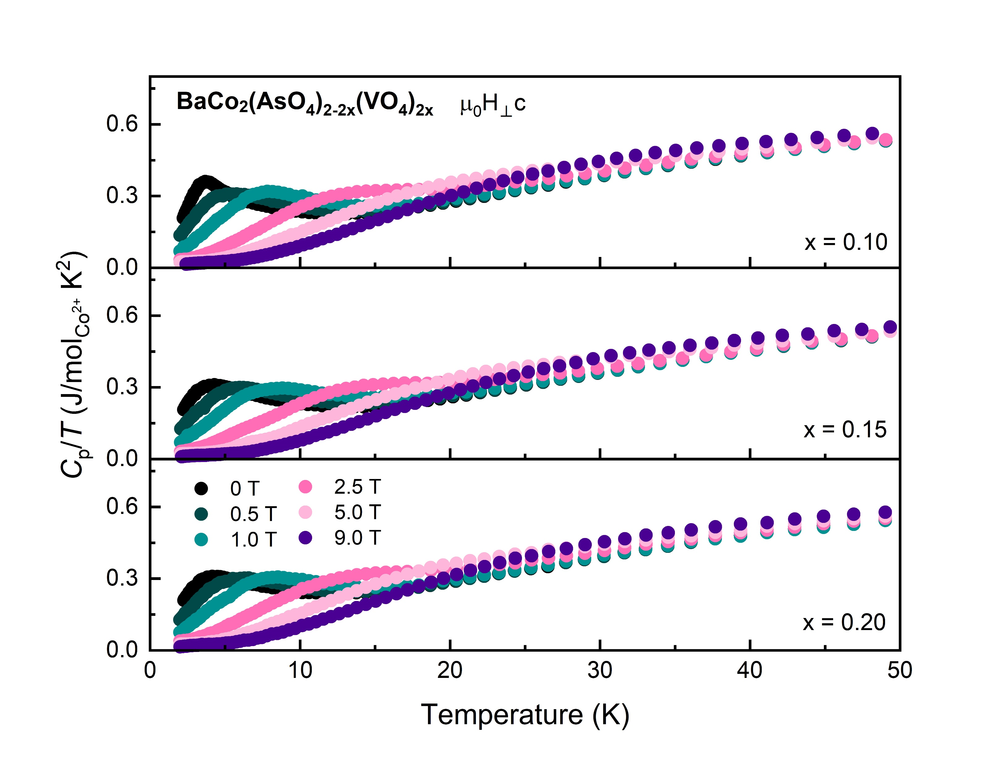 BaCo₂(AsO₄)₂₋₂ₓ(VO₄)₂ₓ μ₀H⊥c
0.6
0.3
0.0
x = 0.10
Cp/T (J/molCo²⁺ K²)
0.6
0.3
0.0
x = 0.15
0 T 2.5 T
0.5 T 5.0 T
1.0 T 9.0 T
0.6
0.3
0.0
x = 0.20
0 10 20 30 40 50
Temperature (K)